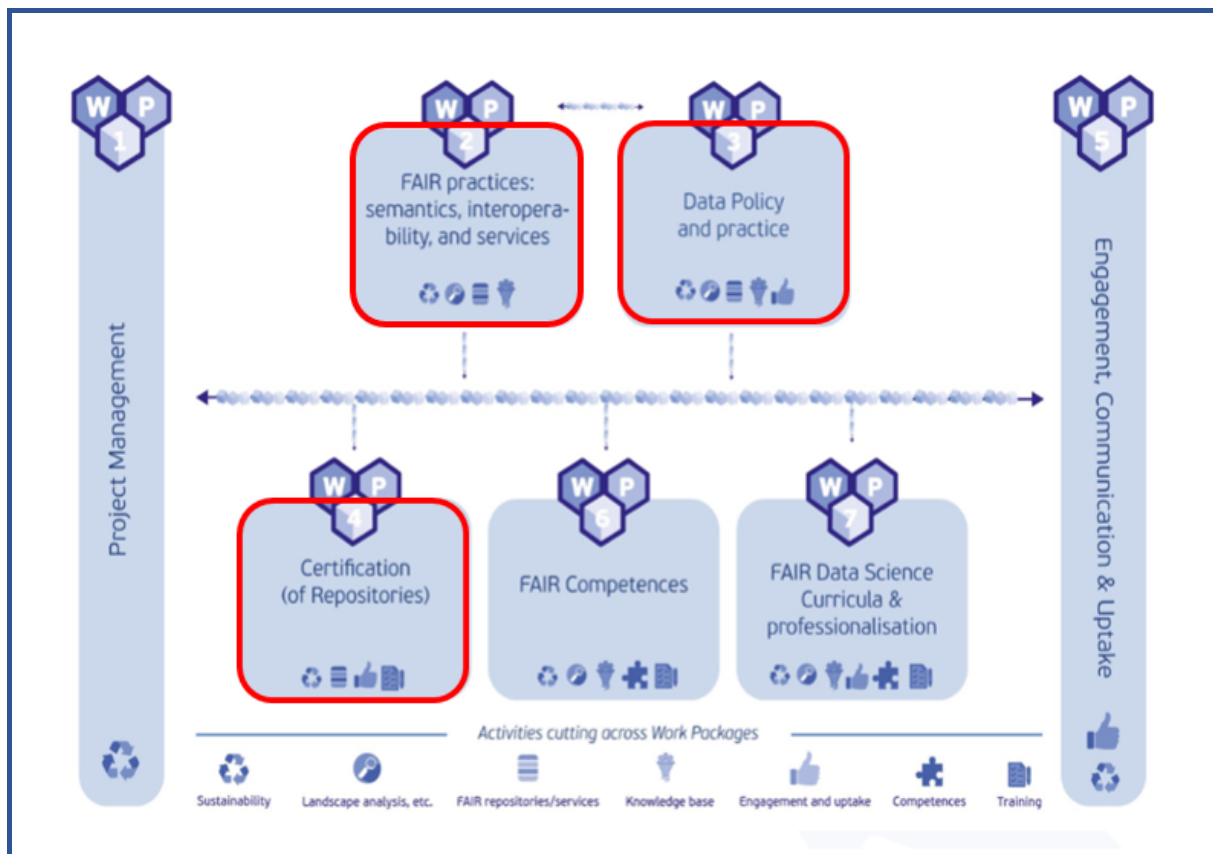 W P
1
Project Management
W P
2
FAIR practices:
semantics, interopera-
bility, and services
W P
3
Data Policy
and practice
W P
4
Certification
(of Repositories)
W P
6
FAIR Competences
W P
7
FAIR Data Science
Curricula &
professionalisation
W P
5
Engagement, Communication & Uptake
Activities cutting across Work Packages
Sustainability
Landscape analysis, etc.
FAIR repositories/services
Knowledge base
Engagement and uptake
Competences
Training